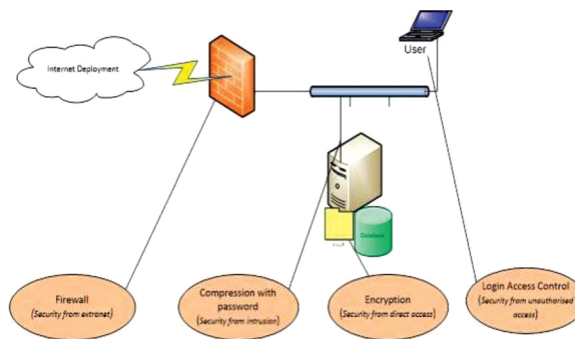 User
Internet Deployment
Database
Firewall
(Security from extranet)
Compression with
password
(Security from intrusion)
Encryption
(Security from direct access)
Login Access Control
(Security from unauthorised
access)